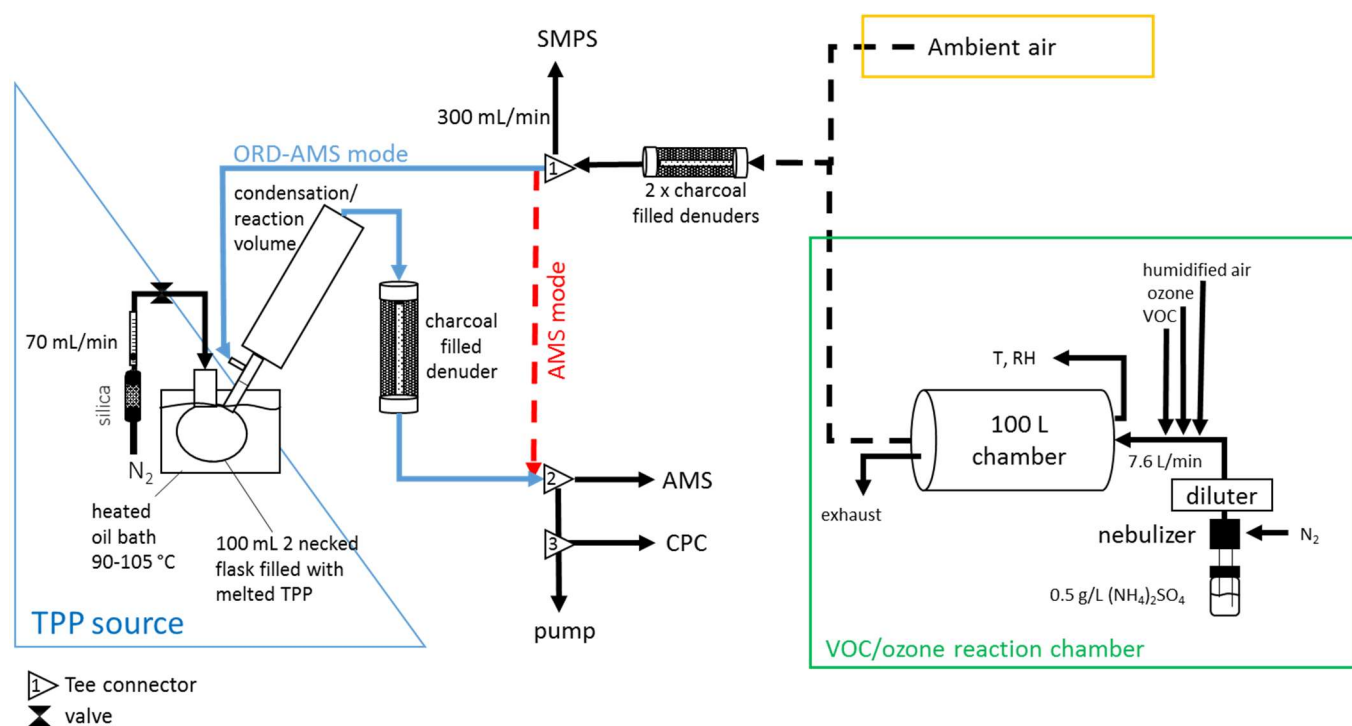 SMPS
Ambient air
300 mL/min
ORD-AMS mode
1
2 x charcoal
filled denuders
condensation/
reaction
volume
AMS mode
70 mL/min
silica
N₂
charcoal
filled
denuder
humidified air
ozone
VOC
T, RH
100 L
chamber
7.6 L/min
exhaust
diluter
nebulizer
N₂
0.5 g/L (NH₄)₂SO₄
VOC/ozone reaction chamber
2
AMS
3
CPC
pump
heated
oil bath
90-105 °C
100 mL 2 necked
flask filled with
melted TPP
TPP source
1 Tee connector
valve